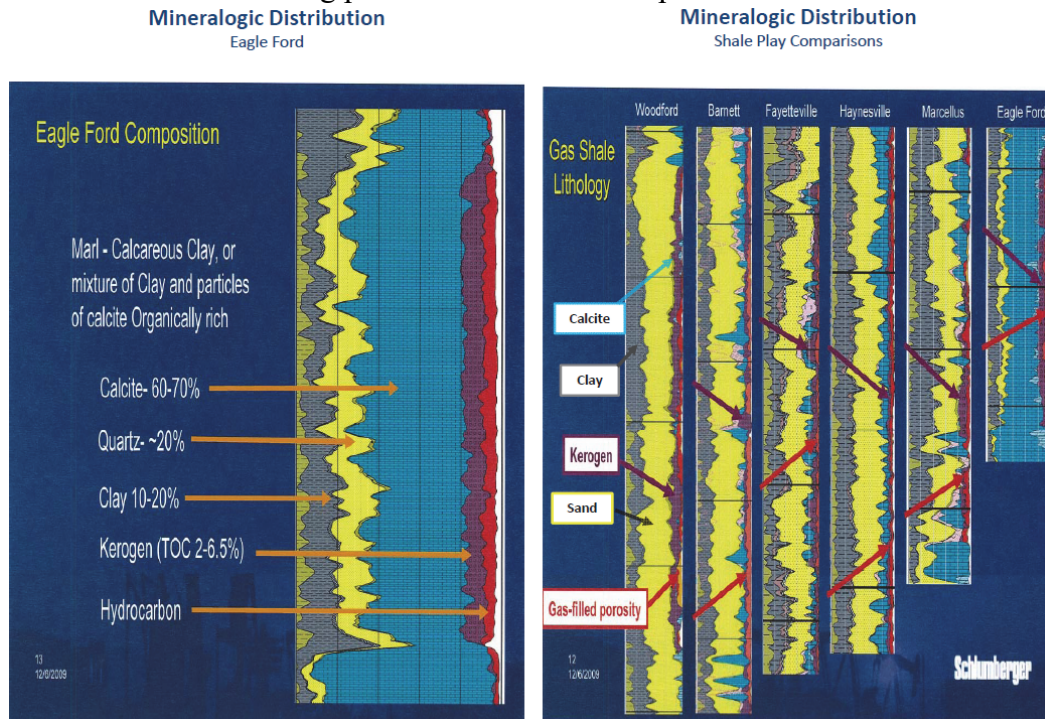 Mineralogic Distribution
Eagle Ford
Eagle Ford Composition
Marl - Calcareous Clay, or
mixture of Clay and particles
of calcite Organically rich
Calcite- 60-70%
Quartz- ~20%
Clay 10-20%
Kerogen (TOC 2-6.5%)
Hydrocarbon
13
12/6/2009
Mineralogic Distribution
Shale Play Comparisons
Woodford Barnett Fayetteville Haynesville Marcellus Eagle Ford
Gas Shale
Lithology
Calcite
Clay
Kerogen
Sand
Gas-filled porosity
12
12/6/2009
Schlumberger